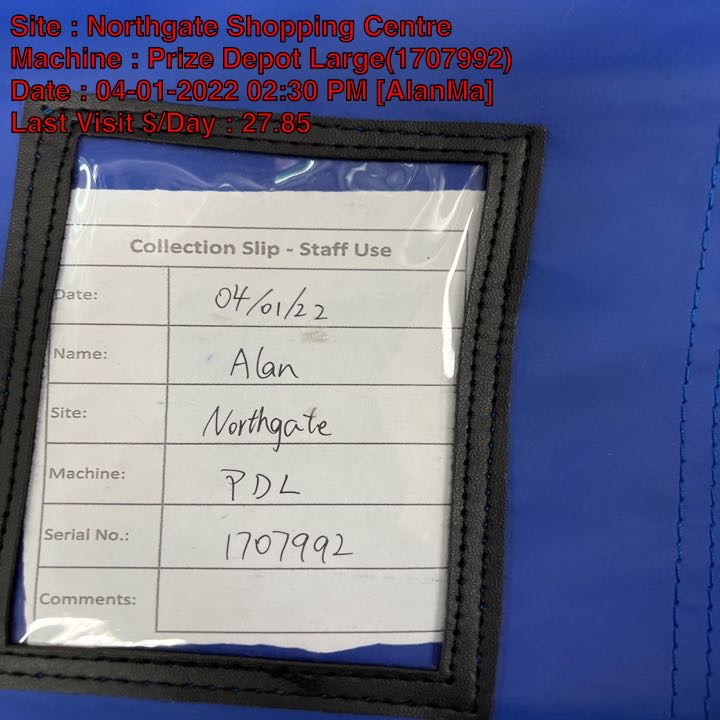 Site : Northgate Shopping Centre
Machine : Prize Depot Large(1707992)
Date : 04-01-2022 02:30 PM [AlanMa]
Last Visit $/Day : 27.85
Collection Slip - Staff Use
Date: 04/01/22
Name: Alan
Site: Northgate
Machine: PDL
Serial No.: 1707992
Comments: